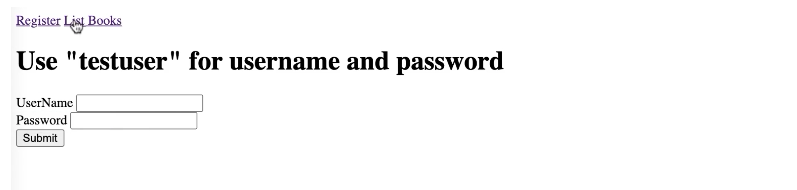 Register List Books
Use "testuser" for username and password
UserName
Password
Submit